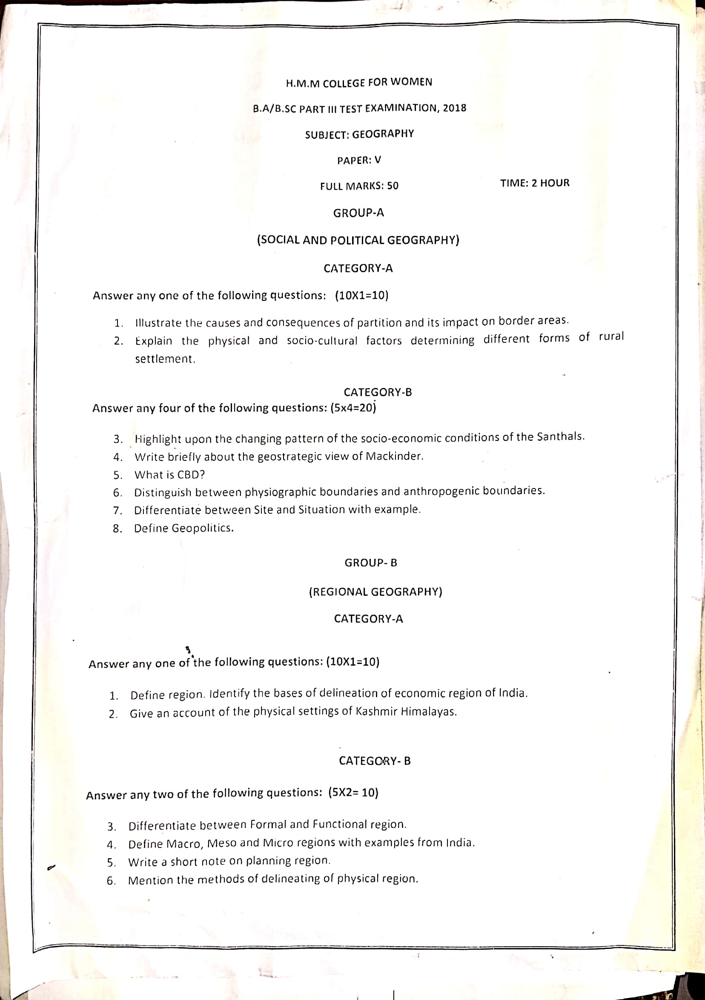 H.M.M COLLEGE FOR WOMEN
B.A/B.SC PART III TEST EXAMINATION, 2018
SUBJECT: GEOGRAPHY
PAPER: V
FULL MARKS: 50 TIME: 2 HOUR
GROUP-A
(SOCIAL AND POLITICAL GEOGRAPHY)
CATEGORY-A
Answer any one of the following questions: (10X1=10)
1. Illustrate the causes and consequences of partition and its impact on border areas.
2. Explain the physical and socio-cultural factors determining different forms of rural
settlement.
CATEGORY-B
Answer any four of the following questions: (5x4=20)
3. Highlight upon the changing pattern of the socio-economic conditions of the Santhals.
4. Write briefly about the geostrategic view of Mackinder.
5. What is CBD?
6. Distinguish between physiographic boundaries and anthropogenic boundaries.
7. Differentiate between Site and Situation with example.
8. Define Geopolitics.
GROUP- B
(REGIONAL GEOGRAPHY)
CATEGORY-A
Answer any one of the following questions: (10X1=10)
1. Define region. Identify the bases of delineation of economic region of India.
2. Give an account of the physical settings of Kashmir Himalayas.
CATEGORY- B
Answer any two of the following questions: (5X2= 10)
3. Differentiate between Formal and Functional region.
4. Define Macro, Meso and Micro regions with examples from India.
5. Write a short note on planning region.
6. Mention the methods of delineating of physical region.